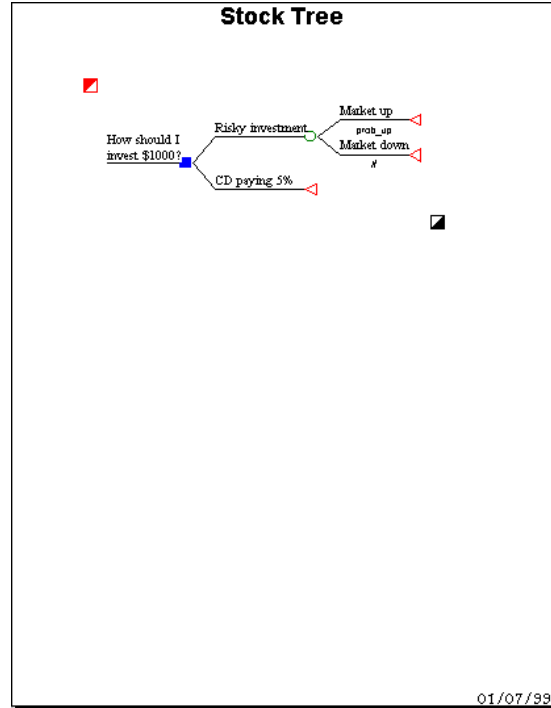 Stock Tree
Market up
Risky investment
prob_up
How should I
Market down
invest $1000?
#
CD paying 5%
01/07/99